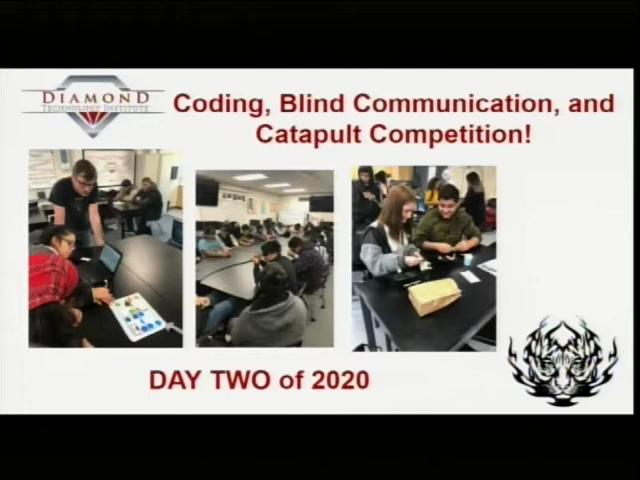 DIAMOND
TECHNOLOGY INSTITUTE
Coding, Blind Communication, and
Catapult Competition!
DAY TWO of 2020